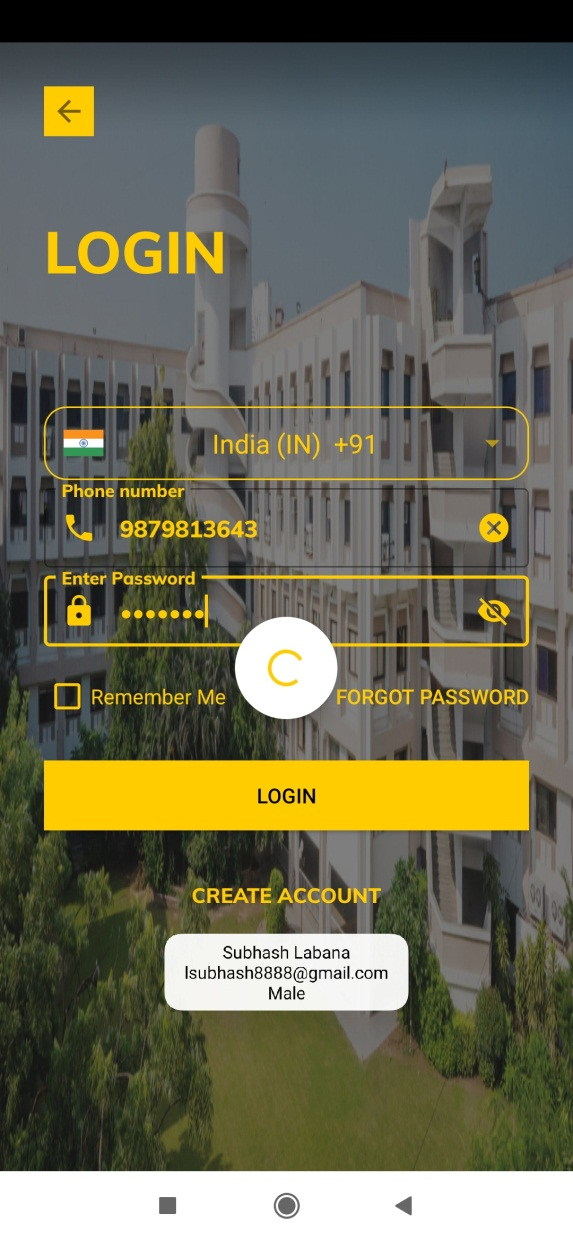 LOGIN
India (IN) +91
Phone number
9879813643
Enter Password
•••••••
Remember Me
FORGOT PASSWORD
LOGIN
CREATE ACCOUNT
Subhash Labana
lsubhash8888@gmail.com
Male